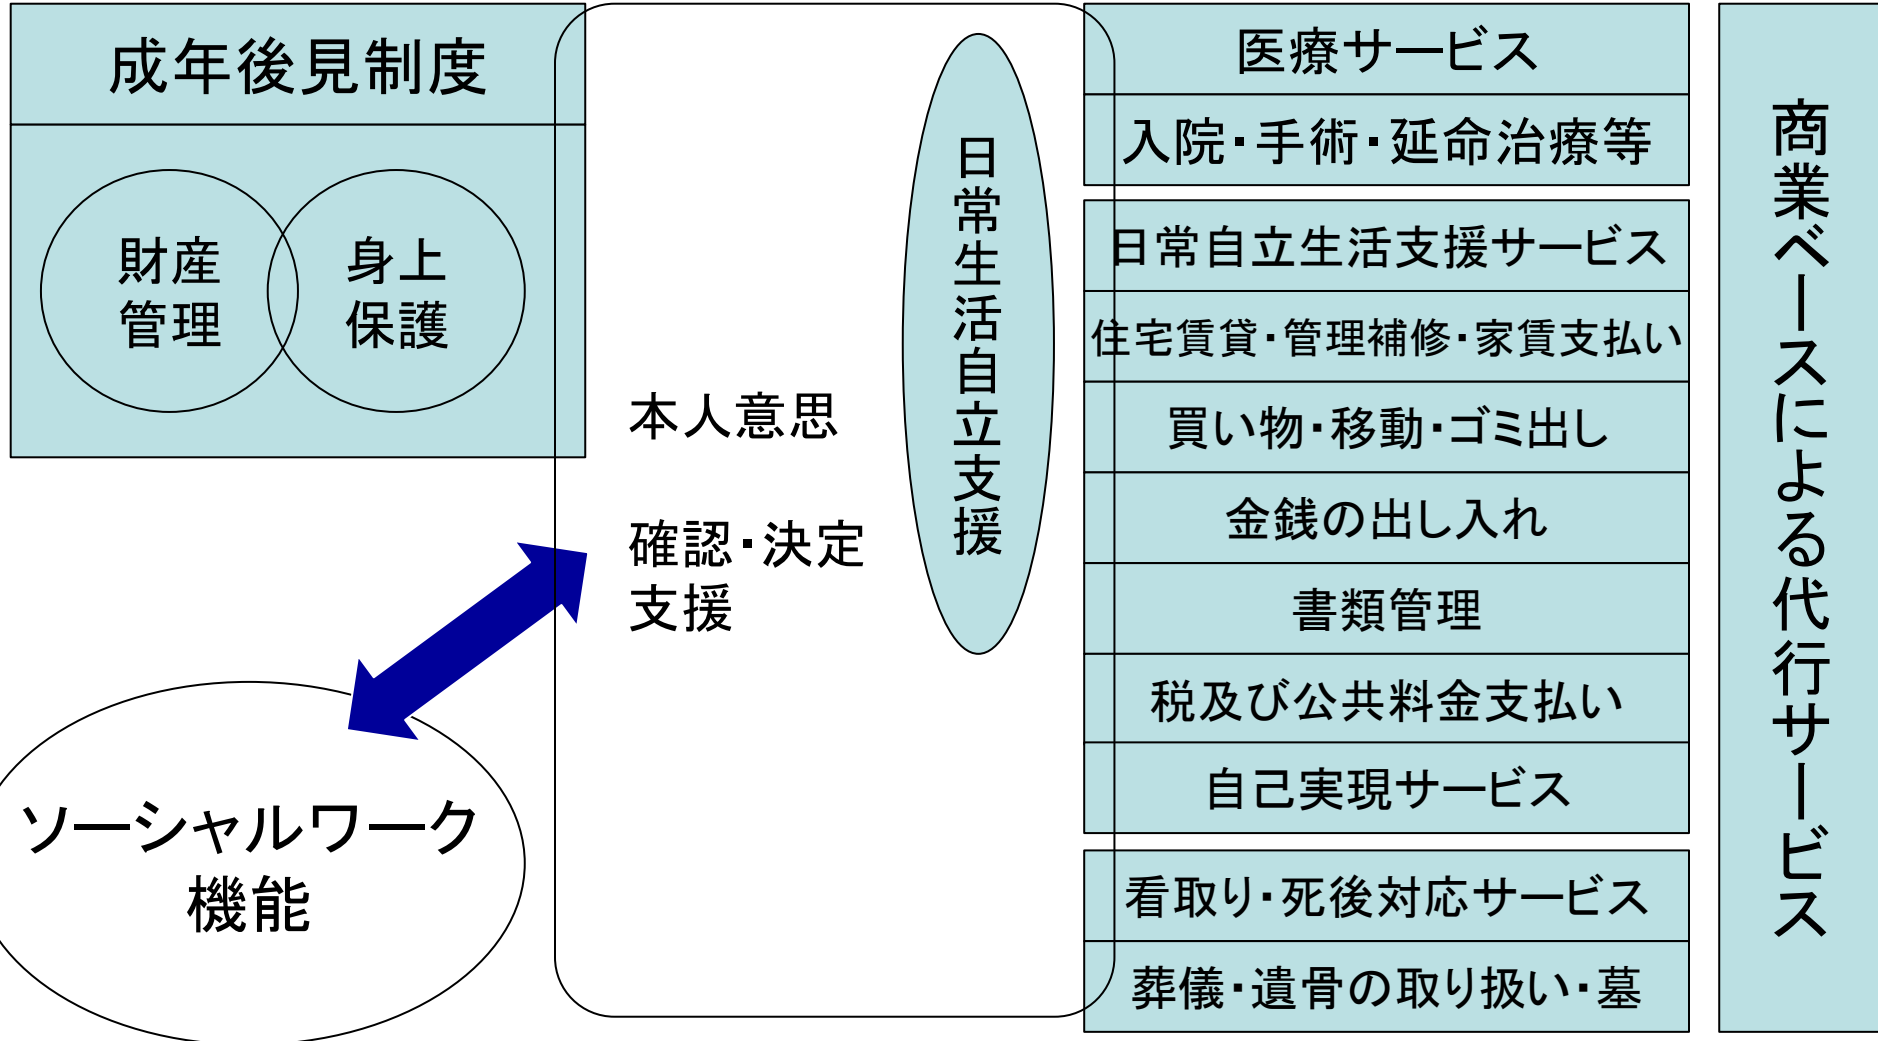 成年後見制度
財産
管理
身上
保護
本人意思
確認・決定
支援
日常生活自立支援
ソーシャルワーク
機能
医療サービス
入院・手術・延命治療等
日常自立生活支援サービス
住宅賃貸・管理補修・家賃支払い
買い物・移動・ゴミ出し
金銭の出し入れ
書類管理
税及び公共料金支払い
自己実現サービス
看取り・死後対応サービス
葬儀・遺骨の取り扱い・墓
商業ベースによる代行サービス